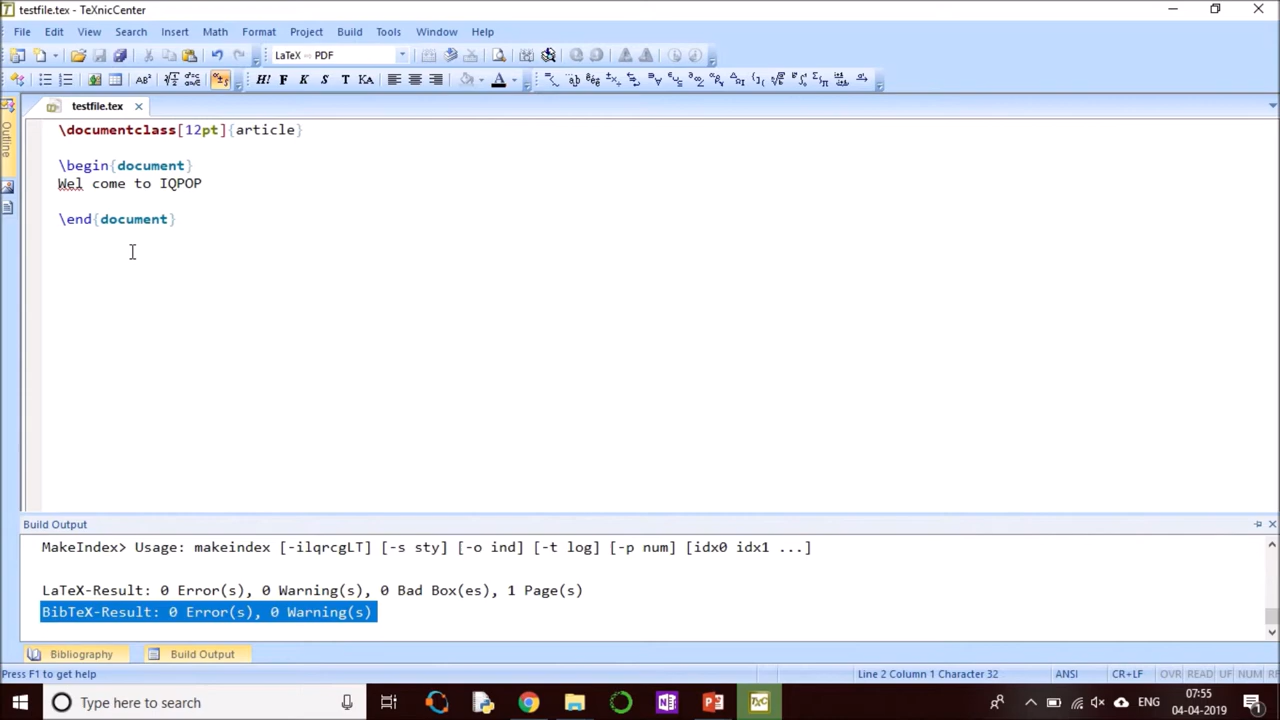 testfile.tex - TeXnicCenter
File Edit View Search Insert Math Format Project Build Tools Window Help
LaTeX ⇨ PDF
testfile.tex
Outline
\documentclass[12pt]{article}
\begin{document}
Wel come to IQPOP
\end{document}
Build Output
MakeIndex> Usage: makeindex [-ilqrcgLT] [-s sty] [-o ind] [-t log] [-p num] [idx0 idx1 ...]
LaTeX-Result: 0 Error(s), 0 Warning(s), 0 Bad Box(es), 1 Page(s)
BibTeX-Result: 0 Error(s), 0 Warning(s)
Bibliography Build Output
Press F1 to get help Line 2 Column 1 Character 32 ANSI CR+LF OVR READ UF NUM
Type here to search ENG 07:55
04-04-2019